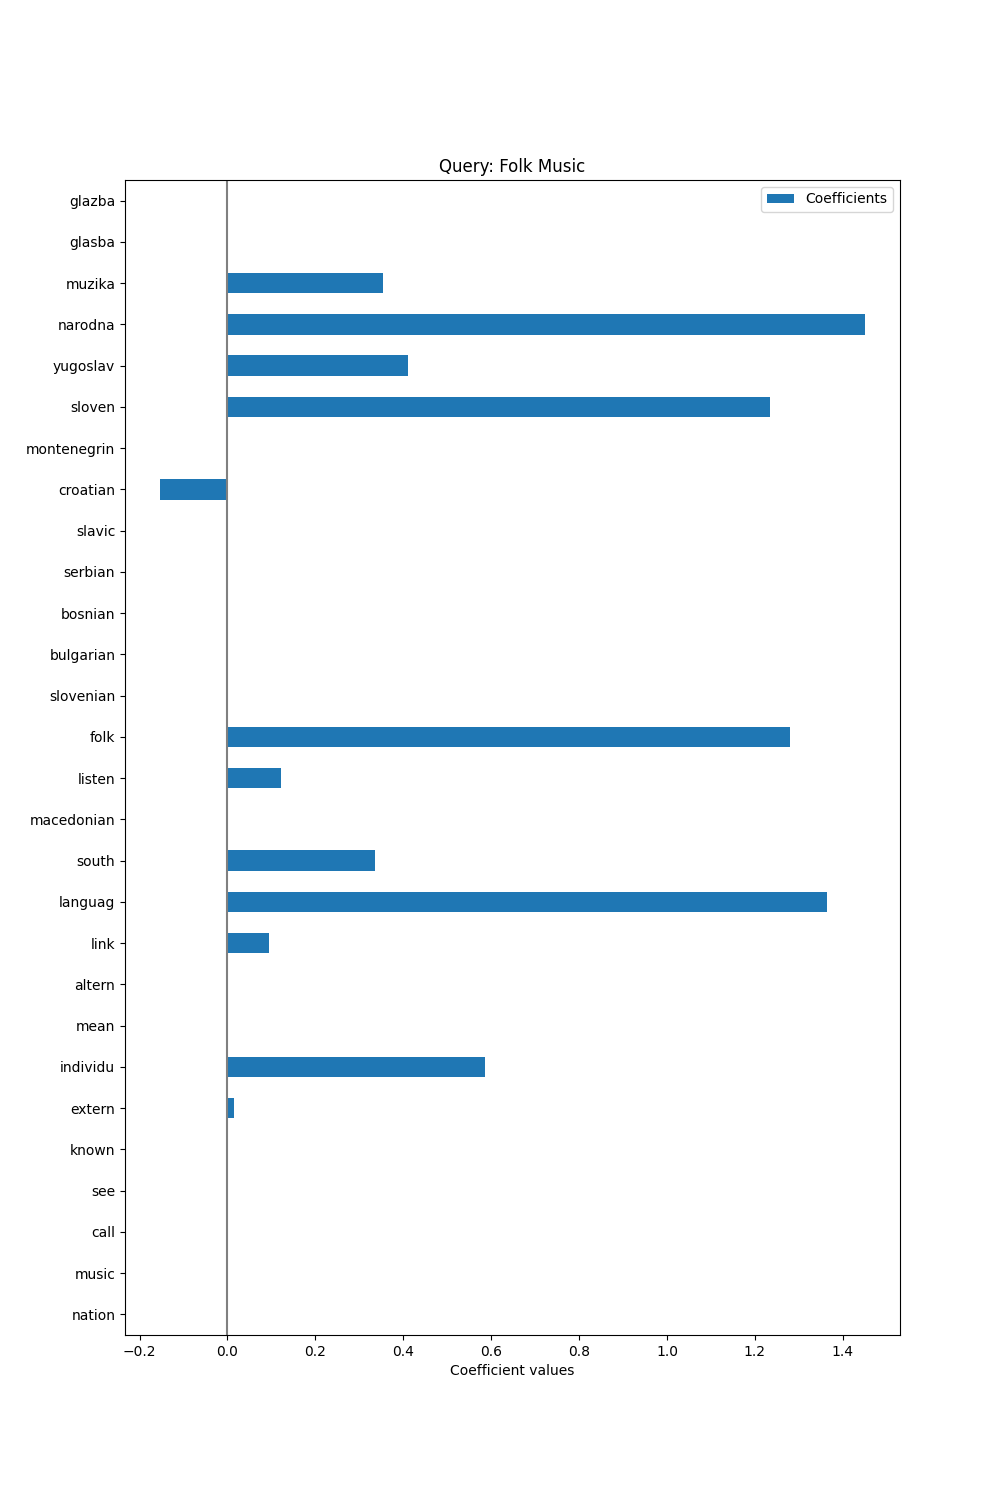 Query: Folk Music
Coefficients
glazba
glasba
muzika
narodna
yugoslav
sloven
montenegrin
croatian
slavic
serbian
bosnian
bulgarian
slovenian
folk
listen
macedonian
south
languag
link
altern
mean
individu
extern
known
see
call
music
nation
−0.2 0.0 0.2 0.4 0.6 0.8 1.0 1.2 1.4
Coefficient values